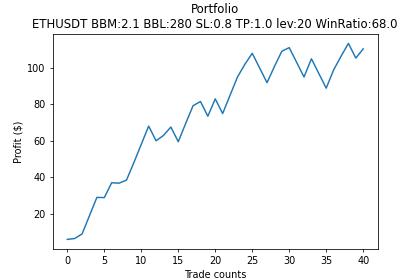 Portfolio
ETHUSDT BBM:2.1 BBL:280 SL:0.8 TP:1.0 lev:20 WinRatio:68.0
100
80
60
40
20
Profit ($)
0 5 10 15 20 25 30 35 40
Trade counts